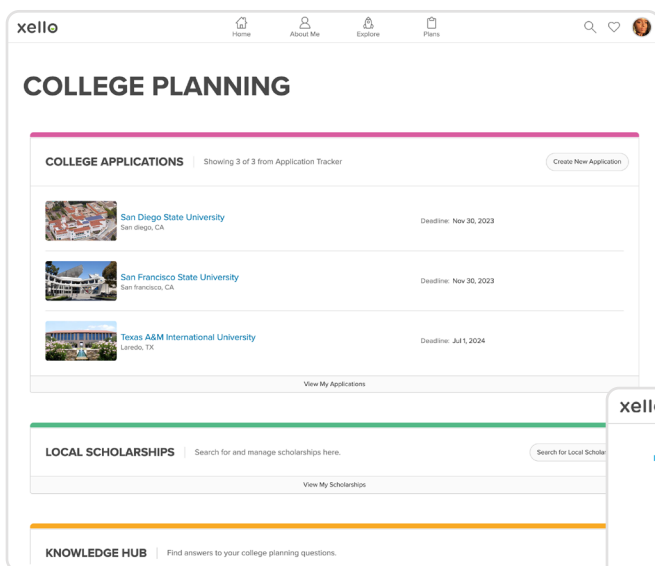 xello
Home About Me Explore Plans
COLLEGE PLANNING
COLLEGE APPLICATIONS Showing 3 of 3 from Application Tracker Create New Application
San Diego State University
San diego, CA
Deadline: Nov 30, 2023
San Francisco State University
San francisco, CA
Deadline: Nov 30, 2023
Texas A&M International University
Laredo, TX
Deadline: Jul 1, 2024
View My Applications
LOCAL SCHOLARSHIPS Search for and manage scholarships here. Search for Local
View My Scholarships
KNOWLEDGE HUB Find answers to your college planning questions.